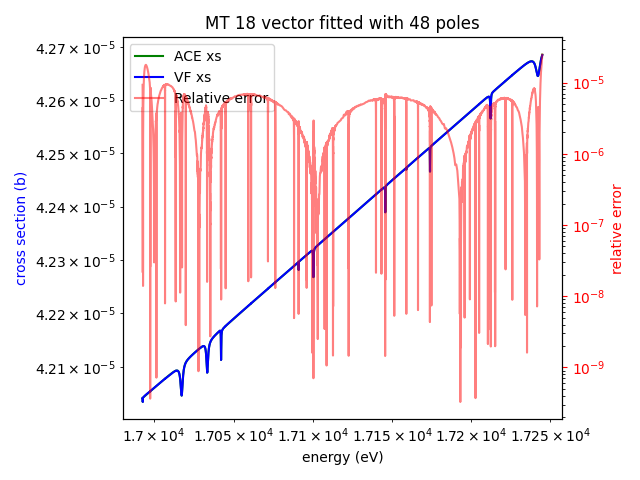 MT 18 vector fitted with 48 poles
ACE xs
VF xs
Relative error
cross section (b)
4.27 × 10⁻⁵
4.26 × 10⁻⁵
4.25 × 10⁻⁵
4.24 × 10⁻⁵
4.23 × 10⁻⁵
4.22 × 10⁻⁵
4.21 × 10⁻⁵
10⁻⁵
10⁻⁶
10⁻⁷
10⁻⁸
10⁻⁹
relative error
1.7 × 10⁴ 1.705 × 10⁴ 1.71 × 10⁴ 1.715 × 10⁴ 1.72 × 10⁴ 1.725 × 10⁴
energy (eV)